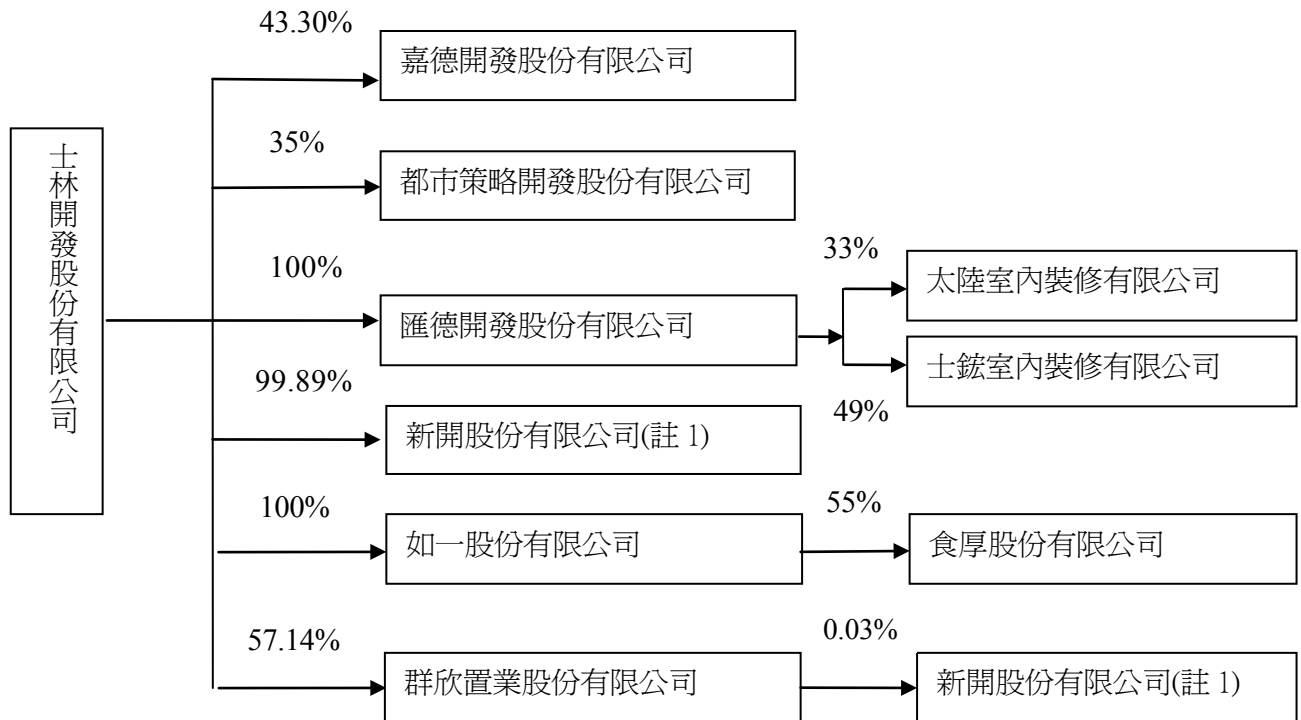 43.30%
嘉德開發股份有限公司
士林開發股份有限公司
35%
都市策略開發股份有限公司
100%
匯德開發股份有限公司
33%
太陸室內裝修有限公司
士鋐室內裝修有限公司
49%
99.89%
新開股份有限公司(註 1)
100%
如一股份有限公司
55%
食厚股份有限公司
57.14%
群欣置業股份有限公司
0.03%
新開股份有限公司(註 1)